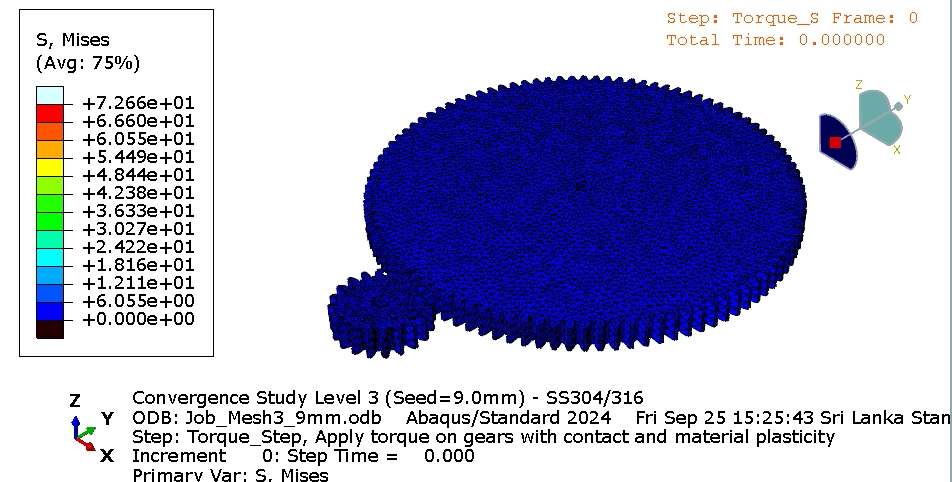 S, Mises
(Avg: 75%)
+7.266e+01
+6.660e+01
+6.055e+01
+5.449e+01
+4.844e+01
+4.238e+01
+3.633e+01
+3.027e+01
+2.422e+01
+1.816e+01
+1.211e+01
+6.055e+00
+0.000e+00
Step: Torque_S Frame: 0
Total Time: 0.000000
Z
Y
X
Z
Y
X
Convergence Study Level 3 (Seed=9.0mm) - SS304/316
ODB: Job_Mesh3_9mm.odb Abaqus/Standard 2024 Fri Sep 25 15:25:43 Sri Lanka Stan
Step: Torque_Step, Apply torque on gears with contact and material plasticity
Increment 0: Step Time = 0.000
Primary Var: S, Mises